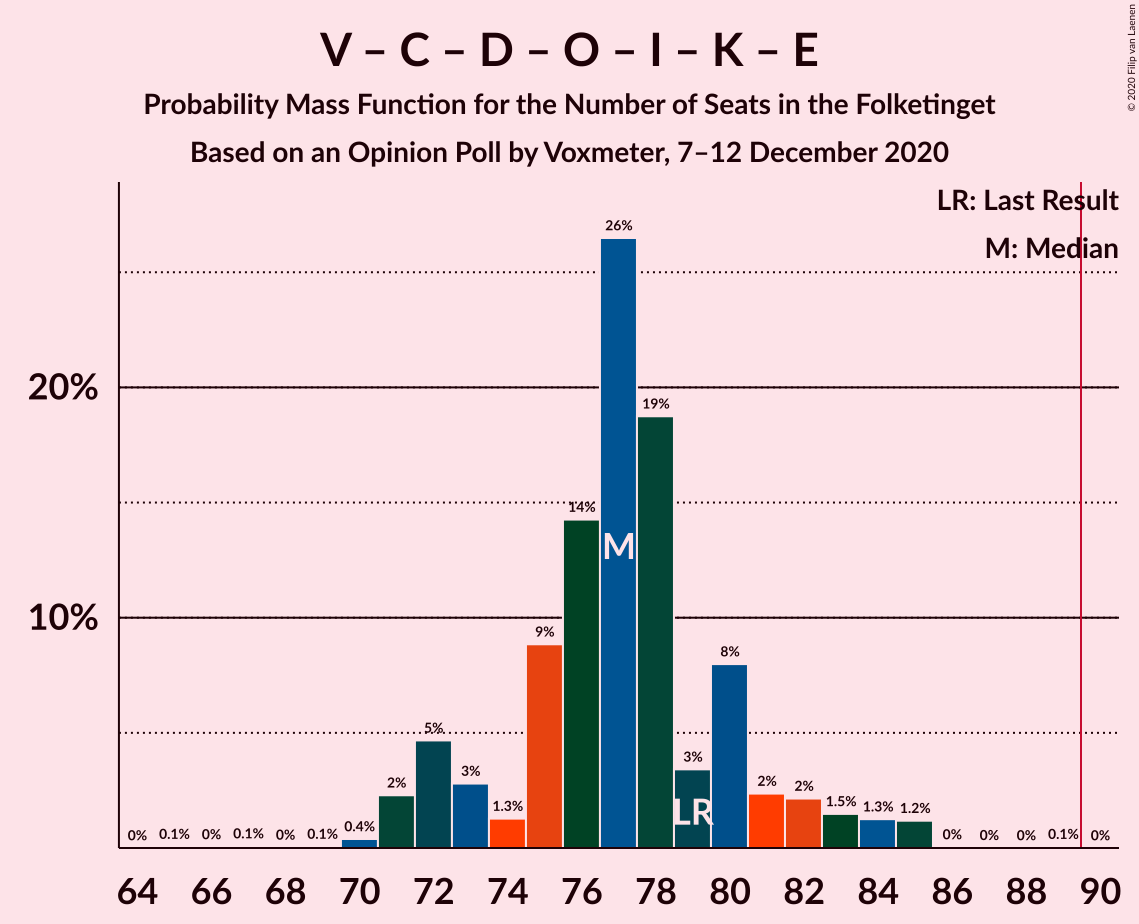 V – C – D – O – I – K – E
Probability Mass Function for the Number of Seats in the Folketinget
Based on an Opinion Poll by Voxmeter, 7–12 December 2020
© 2020 Filip van Laenen
LR: Last Result
M: Median
26%
20%
19%
14%
M
10%
9%
8%
5%
3%
3%
2%
2%
2%
LR
1.5%
1.3%
1.3%
1.2%
0.4%
0% 0.1% 0% 0.1% 0% 0.1% 0% 0% 0% 0.1% 0%
64 66 68 70 72 74 76 78 80 82 84 86 88 90